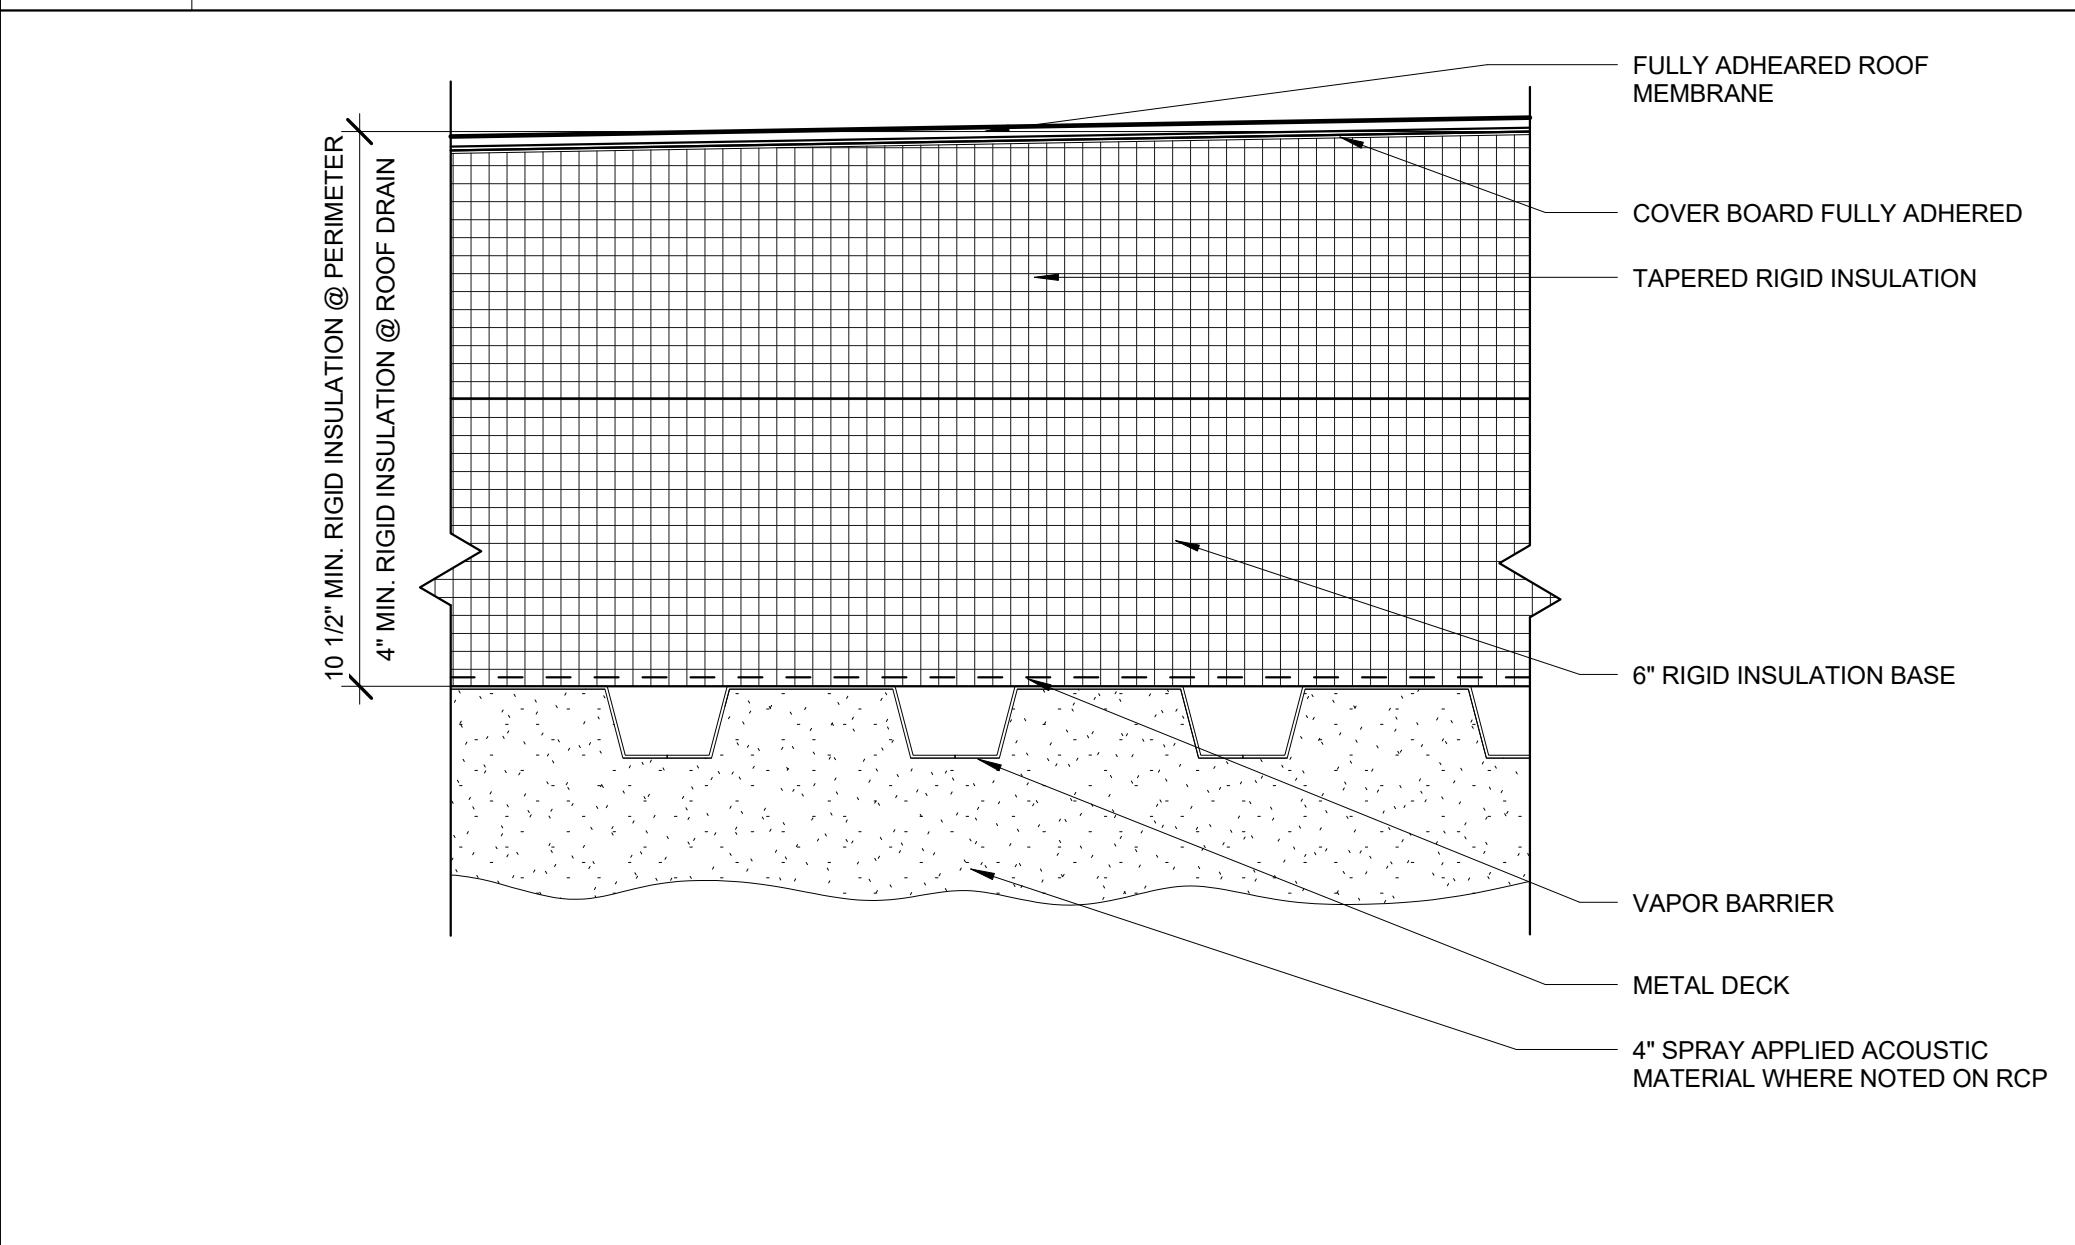 FULLY ADHEARED ROOF
MEMBRANE
COVER BOARD FULLY ADHERED
TAPERED RIGID INSULATION
10 1/2" MIN. RIGID INSULATION @ PERIMETER
4" MIN. RIGID INSULATION @ ROOF DRAIN
6" RIGID INSULATION BASE
VAPOR BARRIER
METAL DECK
4" SPRAY APPLIED ACOUSTIC
MATERIAL WHERE NOTED ON RCP